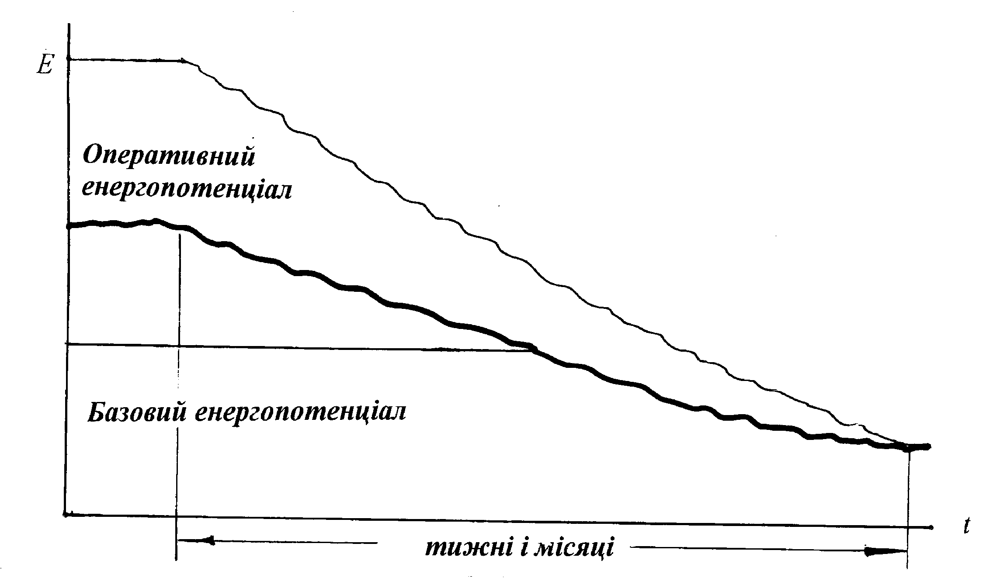 E
Оперативний
енергопотенціал
Базовий енергопотенціал
t
тижні і місяці